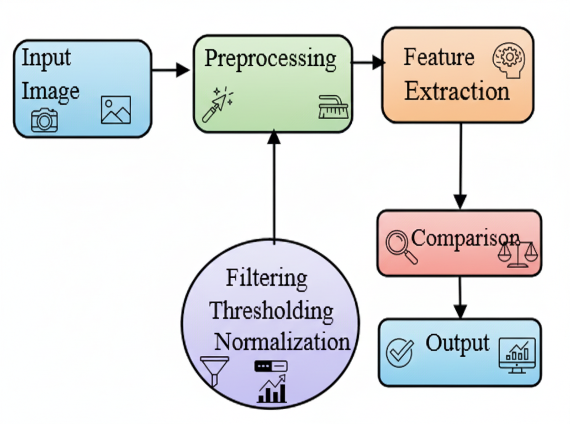 Input
Image
Preprocessing
Feature
Extraction
Comparison
Filtering
Thresholding
Normalization
Output